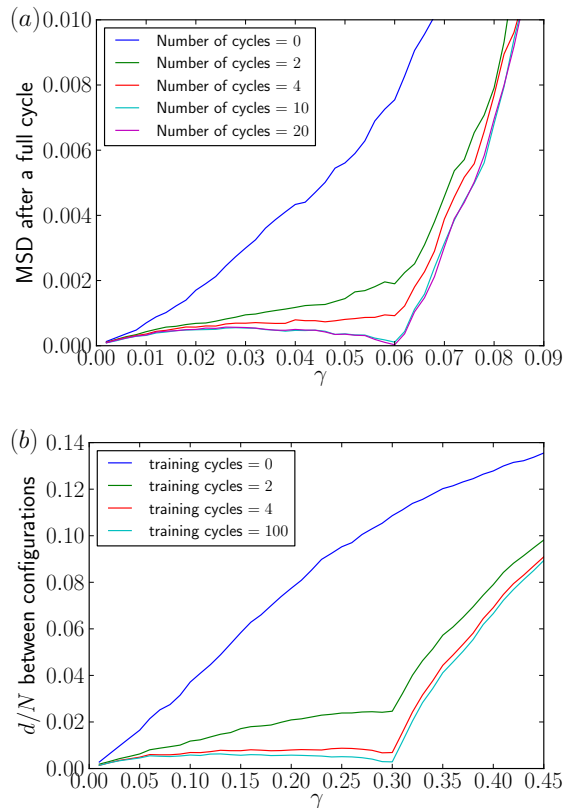 (a)
0.010
0.008
0.006
0.004
0.002
0.000
MSD after a full cycle
Number of cycles = 0
Number of cycles = 2
Number of cycles = 4
Number of cycles = 10
Number of cycles = 20
0.00 0.01 0.02 0.03 0.04 0.05 0.06 0.07 0.08 0.09
γ
(b)
0.14
0.12
0.10
0.08
0.06
0.04
0.02
0.00
d/N between configurations
training cycles = 0
training cycles = 2
training cycles = 4
training cycles = 100
0.00 0.05 0.10 0.15 0.20 0.25 0.30 0.35 0.40 0.45
γ